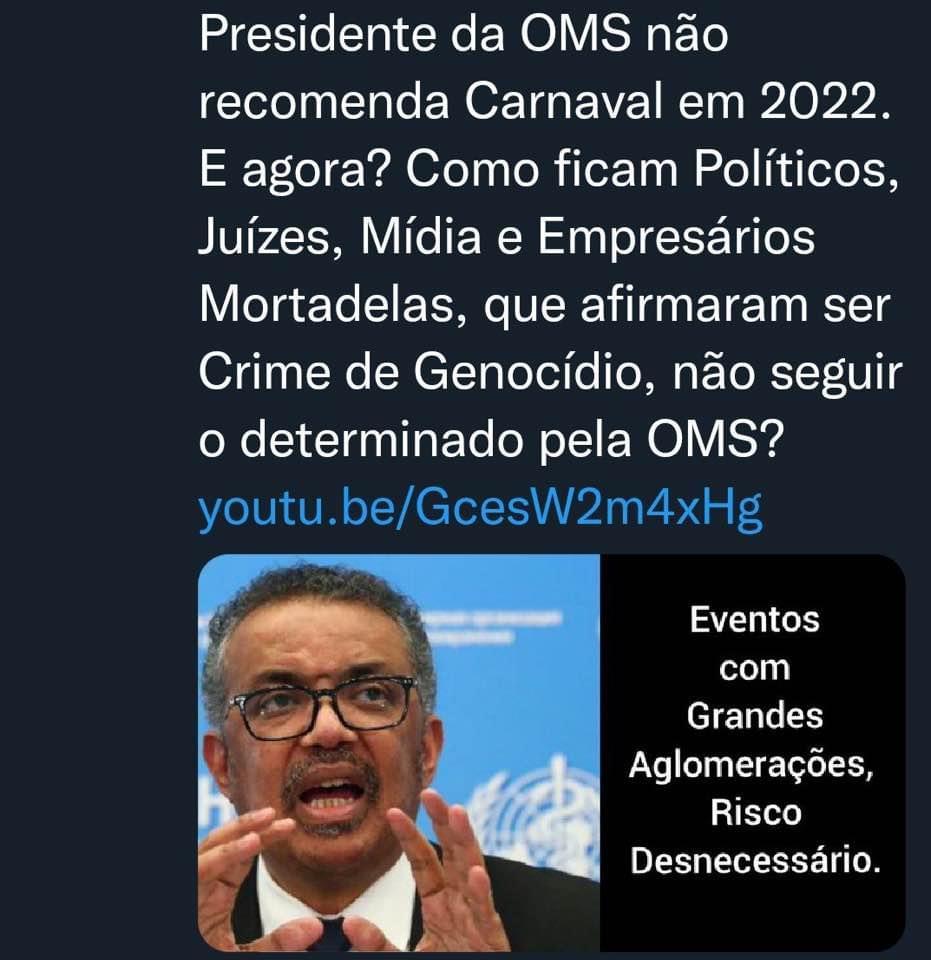 Presidente da OMS não
recomenda Carnaval em 2022.
E agora? Como ficam Políticos,
Juízes, Mídia e Empresários
Mortadelas, que afirmaram ser
Crime de Genocídio, não seguir
o determinado pela OMS?
youtu.be/GcesW2m4xHg
Eventos
com
Grandes
Aglomerações,
Risco
Desnecessário.